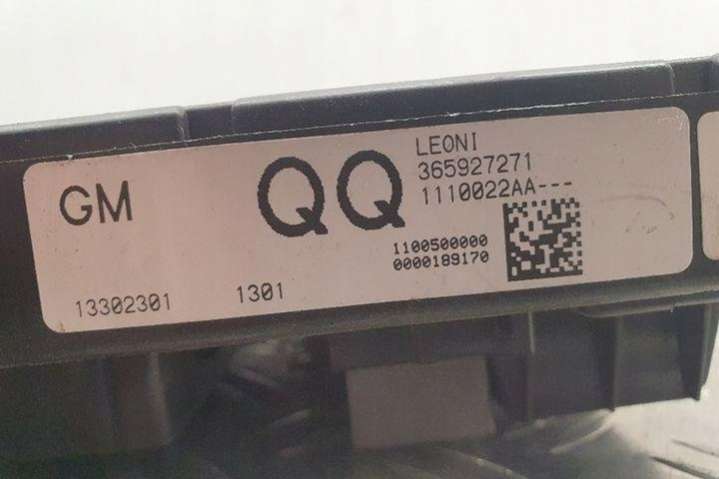 GM
QQ
LEONI
365927271
1110022AA---
1100500000
0000189170
13302301
1301